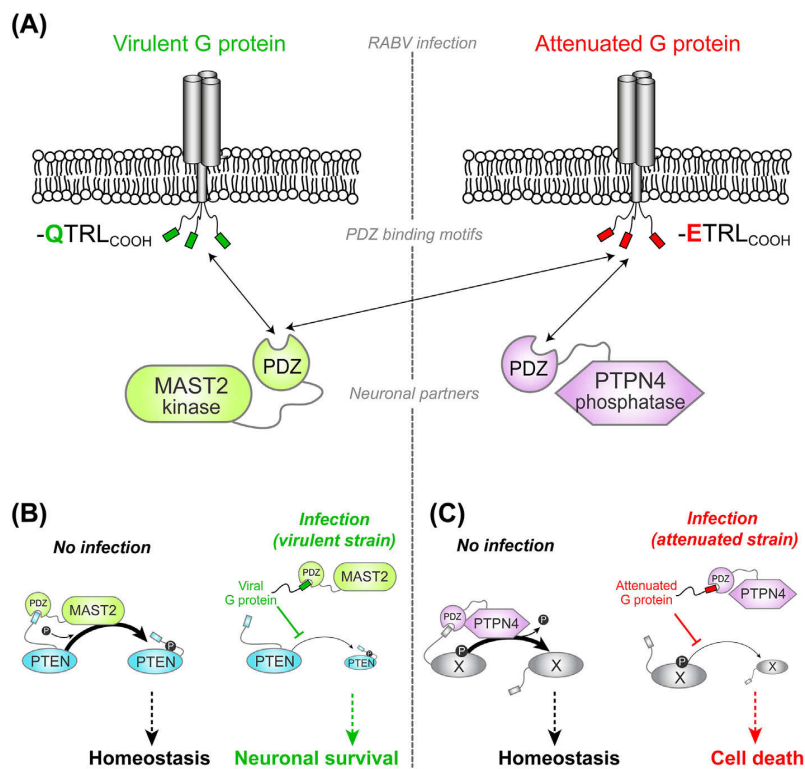 (A)
Virulent G protein
RABV infection
Attenuated G protein
-QTRLCOOH
PDZ binding motifs
-ETRLCOOH
PDZ
MAST2
kinase
Neuronal partners
PDZ
PTPN4
phosphatase
(B)
No infection
Infection
(virulent strain)
PDZ
MAST2
P
PTEN
P
PTEN
Viral
G protein
PDZ
MAST2
PTEN
P
PTEN
Homeostasis
Neuronal survival
(C)
No infection
Infection
(attenuated strain)
PDZ
PTPN4
P
P
X
X
Attenuated
G protein
PDZ
PTPN4
P
X
X
Homeostasis
Cell death